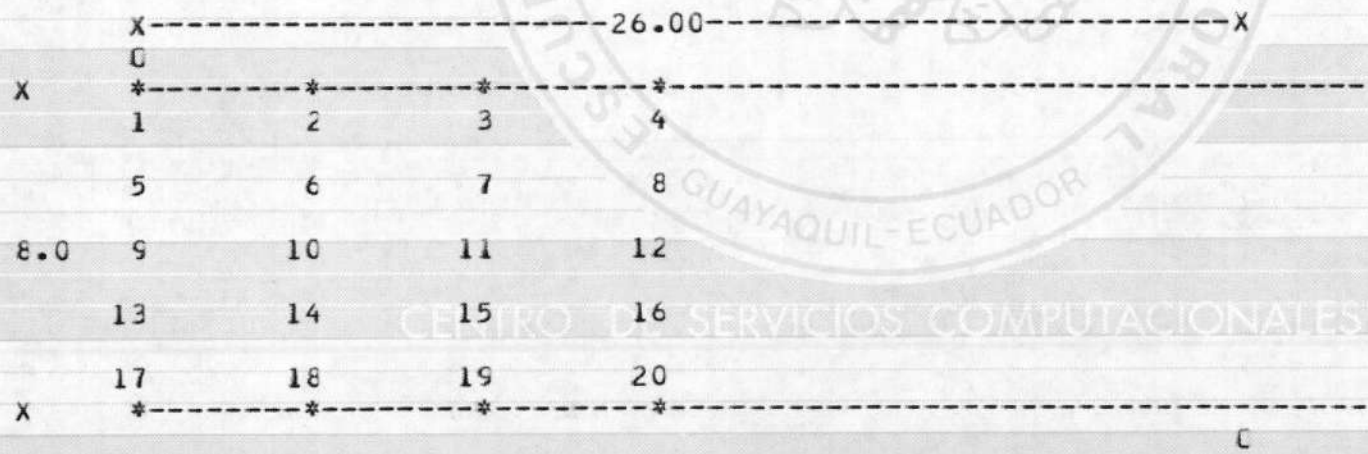 X---------------------------26.00------------------------------X
O
X *---------*---------*---------*----------------------------------------
1 2 3 4
5 6 7 8
8.0 9 10 11 12
13 14 15 16
CENTRO DE SERVICIOS COMPUTACIONALES
17 18 19 20
X *---------*---------*---------*----------------------------------------
C
GUAYAQUIL-ECUADOR